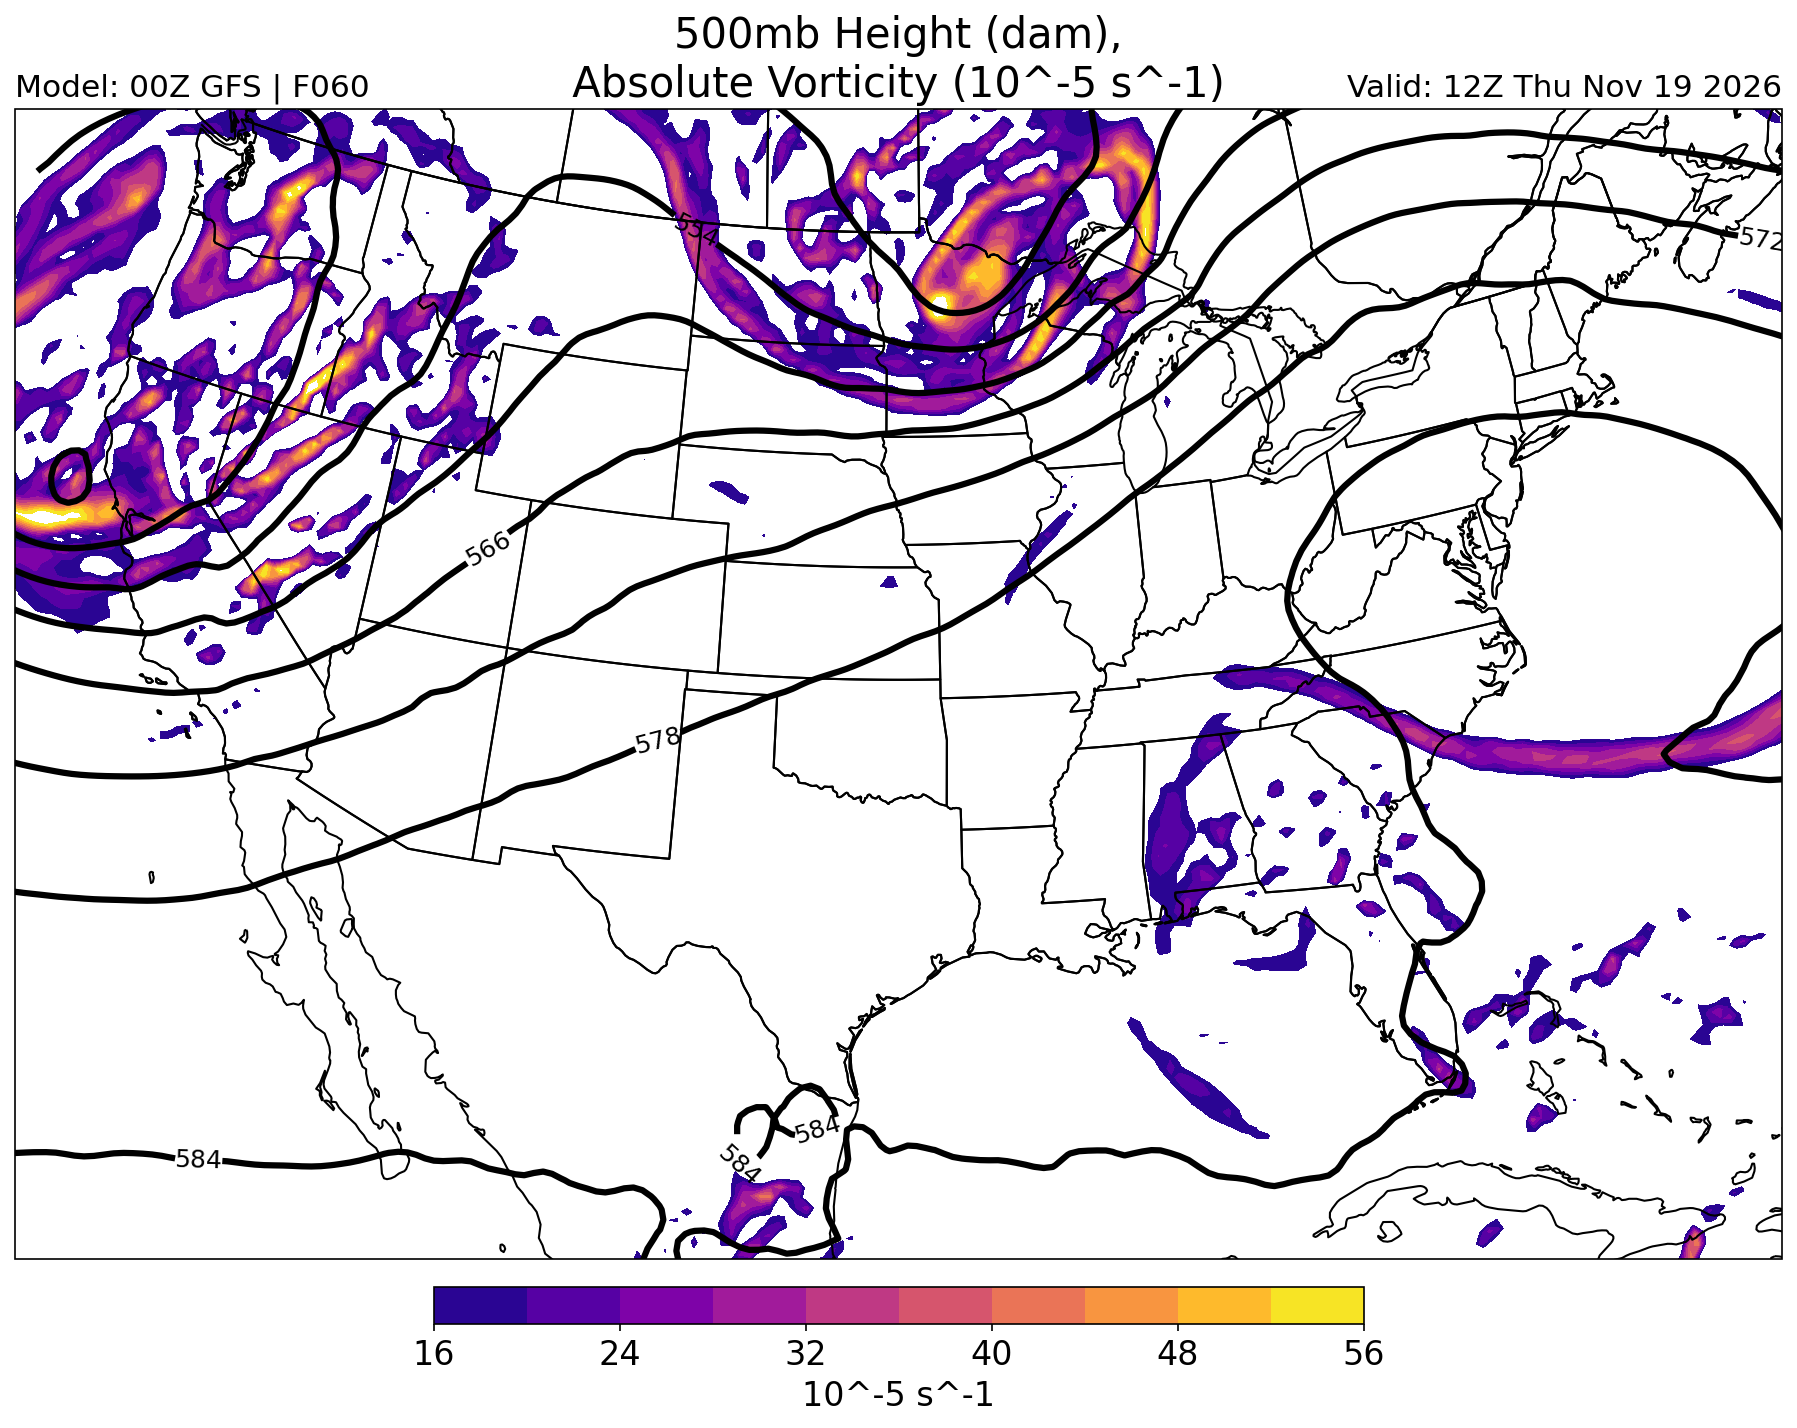 500mb Height (dam),
Absolute Vorticity (10^-5 s^-1)
Model: 00Z GFS | F060
Valid: 12Z Thu Nov 19 2026
554
572
566
578
584
584
584
16 24 32 40 48 56
10^-5 s^-1